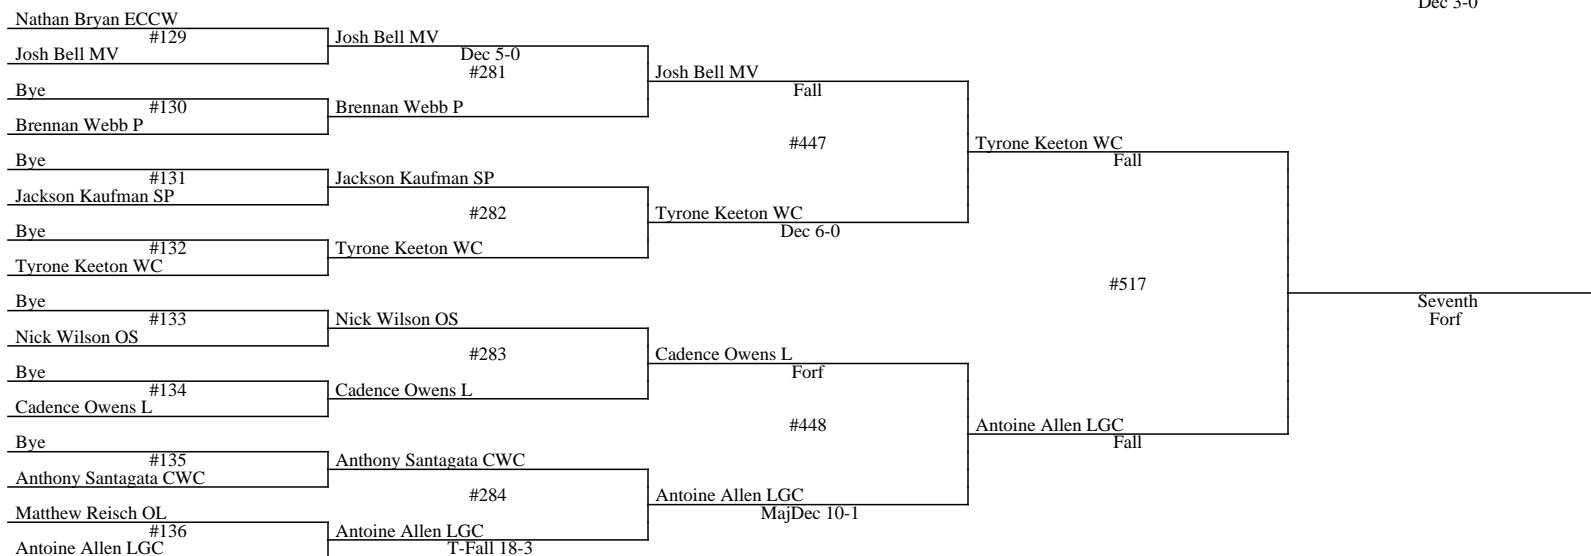 Dec 3-0
Nathan Bryan ECCW
#129
Josh Bell MV
Josh Bell MV
Dec 5-0
#281
Josh Bell MV
Fall
Bye
#130
Brennan Webb P
Brennan Webb P
#447
Tyrone Keeton WC
Fall
Bye
#131
Jackson Kaufman SP
Jackson Kaufman SP
#282
Tyrone Keeton WC
Dec 6-0
Bye
#132
Tyrone Keeton WC
Tyrone Keeton WC
#517
Seventh
Forf
Bye
#133
Nick Wilson OS
Nick Wilson OS
#283
Cadence Owens L
Forf
Bye
#134
Cadence Owens L
Cadence Owens L
#448
Antoine Allen LGC
Fall
Bye
#135
Anthony Santagata CWC
Anthony Santagata CWC
#284
Antoine Allen LGC
MajDec 10-1
Matthew Reisch OL
#136
Antoine Allen LGC
Antoine Allen LGC
T-Fall 18-3